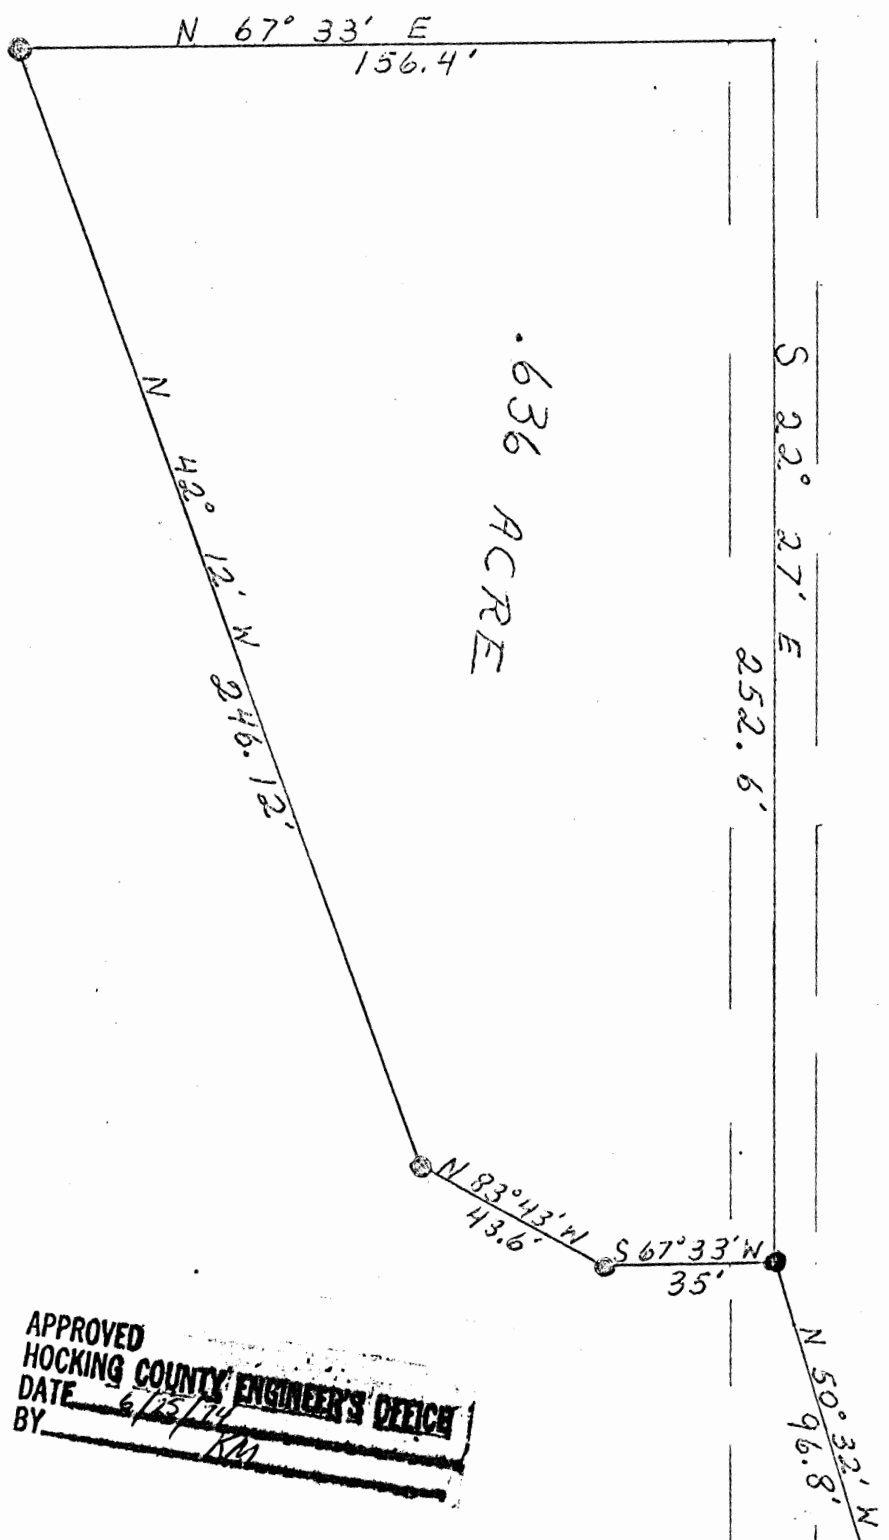 N 67° 33' E
156.4'
S 22° 27' E
252.6'
.636 ACRE
N 42° 12' W
246.12'
N 83° 43' W
43.6'
S 67° 33' W
35'
N 50° 32' W
96.8'
APPROVED
HOCKING COUNTY ENGINEER'S OFFICE
DATE 6/25/74
BY KM